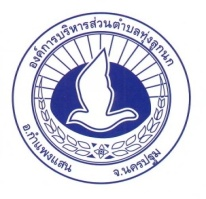 องค์การบริหารส่วนตำบลทุ่งลูกนก
อ.กำแพงแสน
จ.นครปฐม